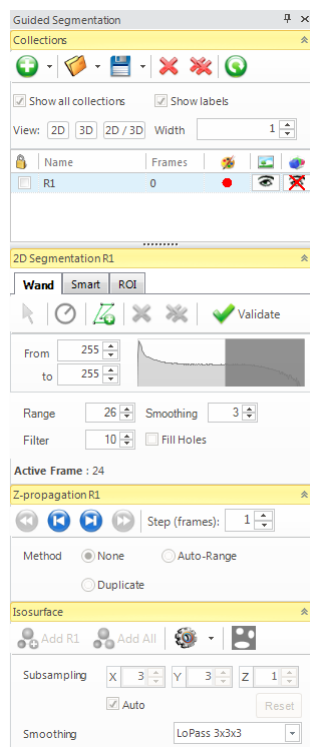 Guided Segmentation
Collections
Show all collections Show labels
View: 2D 3D 2D / 3D Width 1
Name Frames
R1 0
2D Segmentation R1
Wand Smart ROI
Validate
From 255
to 255
Range 26 Smoothing 3
Filter 10 Fill Holes
Active Frame : 24
Z-propagation R1
Step (frames): 1
Method None Auto-Range
Duplicate
Isosurface
Add R1 Add All
Subsampling X 3 Y 3 Z 1
Auto Reset
Smoothing LoPass 3x3x3